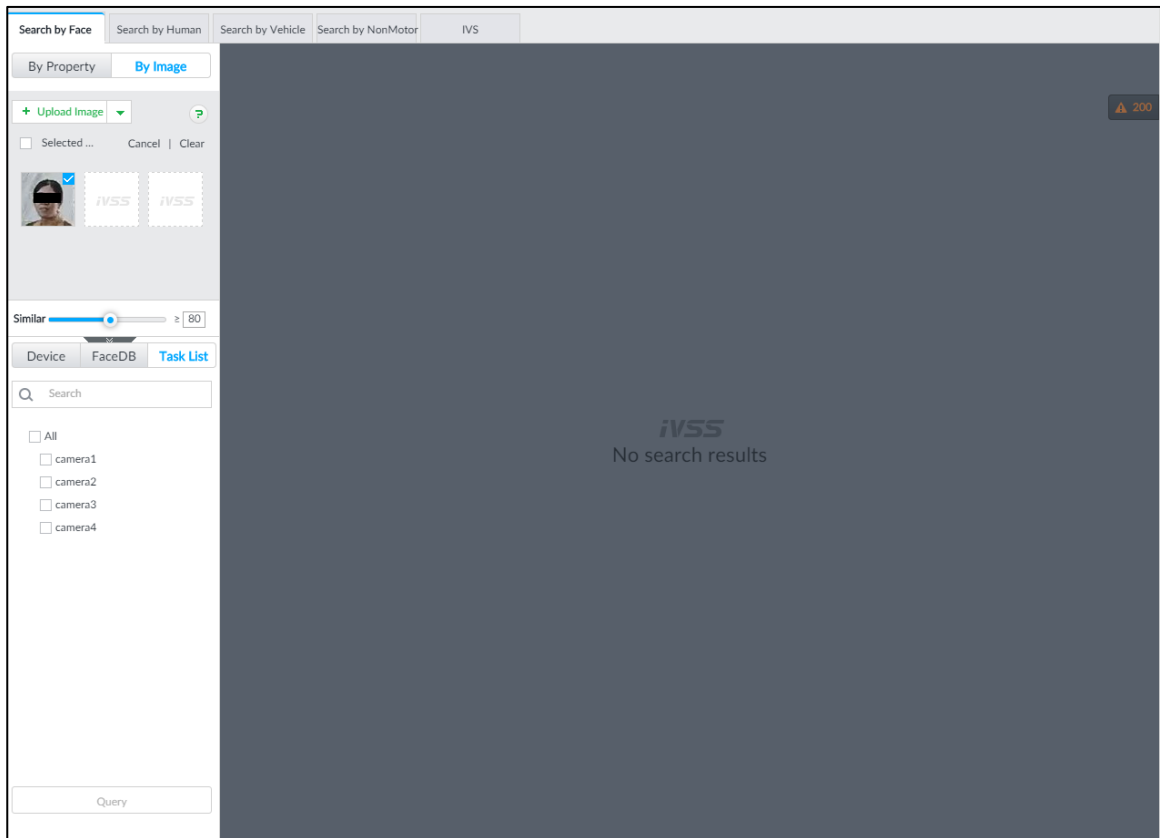 Search by Face Search by Human Search by Vehicle Search by NonMotor IVS
By Property By Image
+ Upload Image ?
200
Selected ... Cancel | Clear
iVSS iVSS
Similar ≥ 80
Device FaceDB Task List
Search
All
camera1
camera2
camera3
camera4
iVSS
No search results
Query